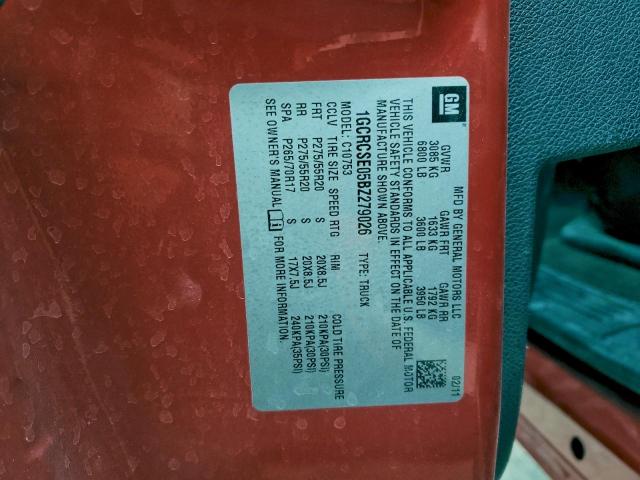 GM
MFD BY GENERAL MOTORS LLC
02/11
GVWR GAWR FRT GAWR RR
3085 KG 1633 KG 1792 KG
6800 LB 3600 LB 3950 LB
THIS VEHICLE CONFORMS TO ALL APPLICABLE U.S. FEDERAL MOTOR
VEHICLE SAFETY STANDARDS IN EFFECT ON THE DATE OF
MANUFACTURE SHOWN ABOVE.
1GCRCSE05BZ279026 TYPE: TRUCK
MODEL: C10753
CCLV TIRE SIZE SPEED RTG RIM COLD TIRE PRESSURE
FRT P275/55R20 S 20X8.5J 210KPA(30PSI)
RR P275/55R20 S 20X8.5J 210KPA(30PSI)
SPA P265/70R17 S 17X7.5J 240KPA(35PSI)
SEE OWNER'S MANUAL FOR MORE INFORMATION.